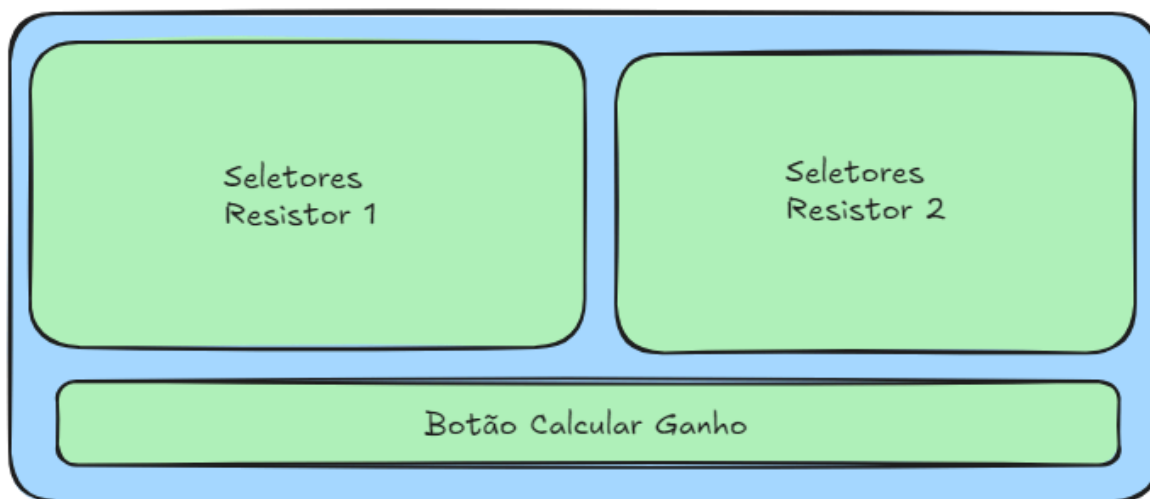 Seletores
Resistor 1
Seletores
Resistor 2
Botão Calcular Ganho